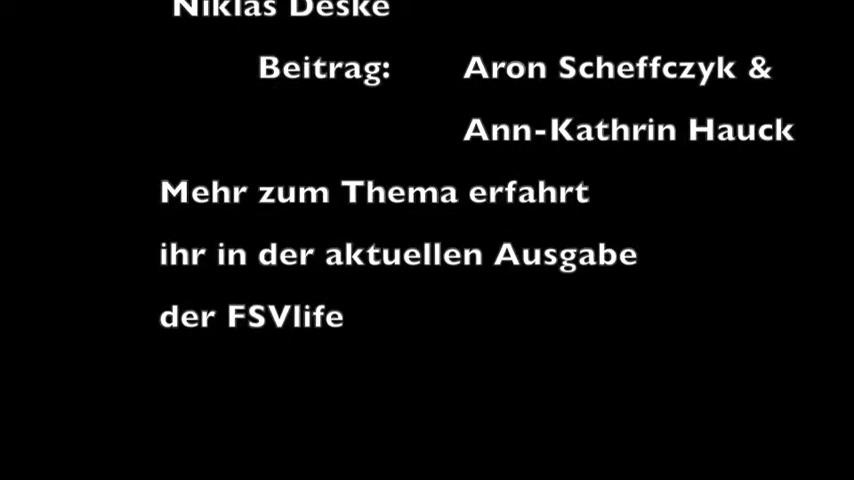 Niklas Deske
Beitrag: Aron Scheffczyk &
Ann-Kathrin Hauck
Mehr zum Thema erfahrt
ihr in der aktuellen Ausgabe
der FSVlife